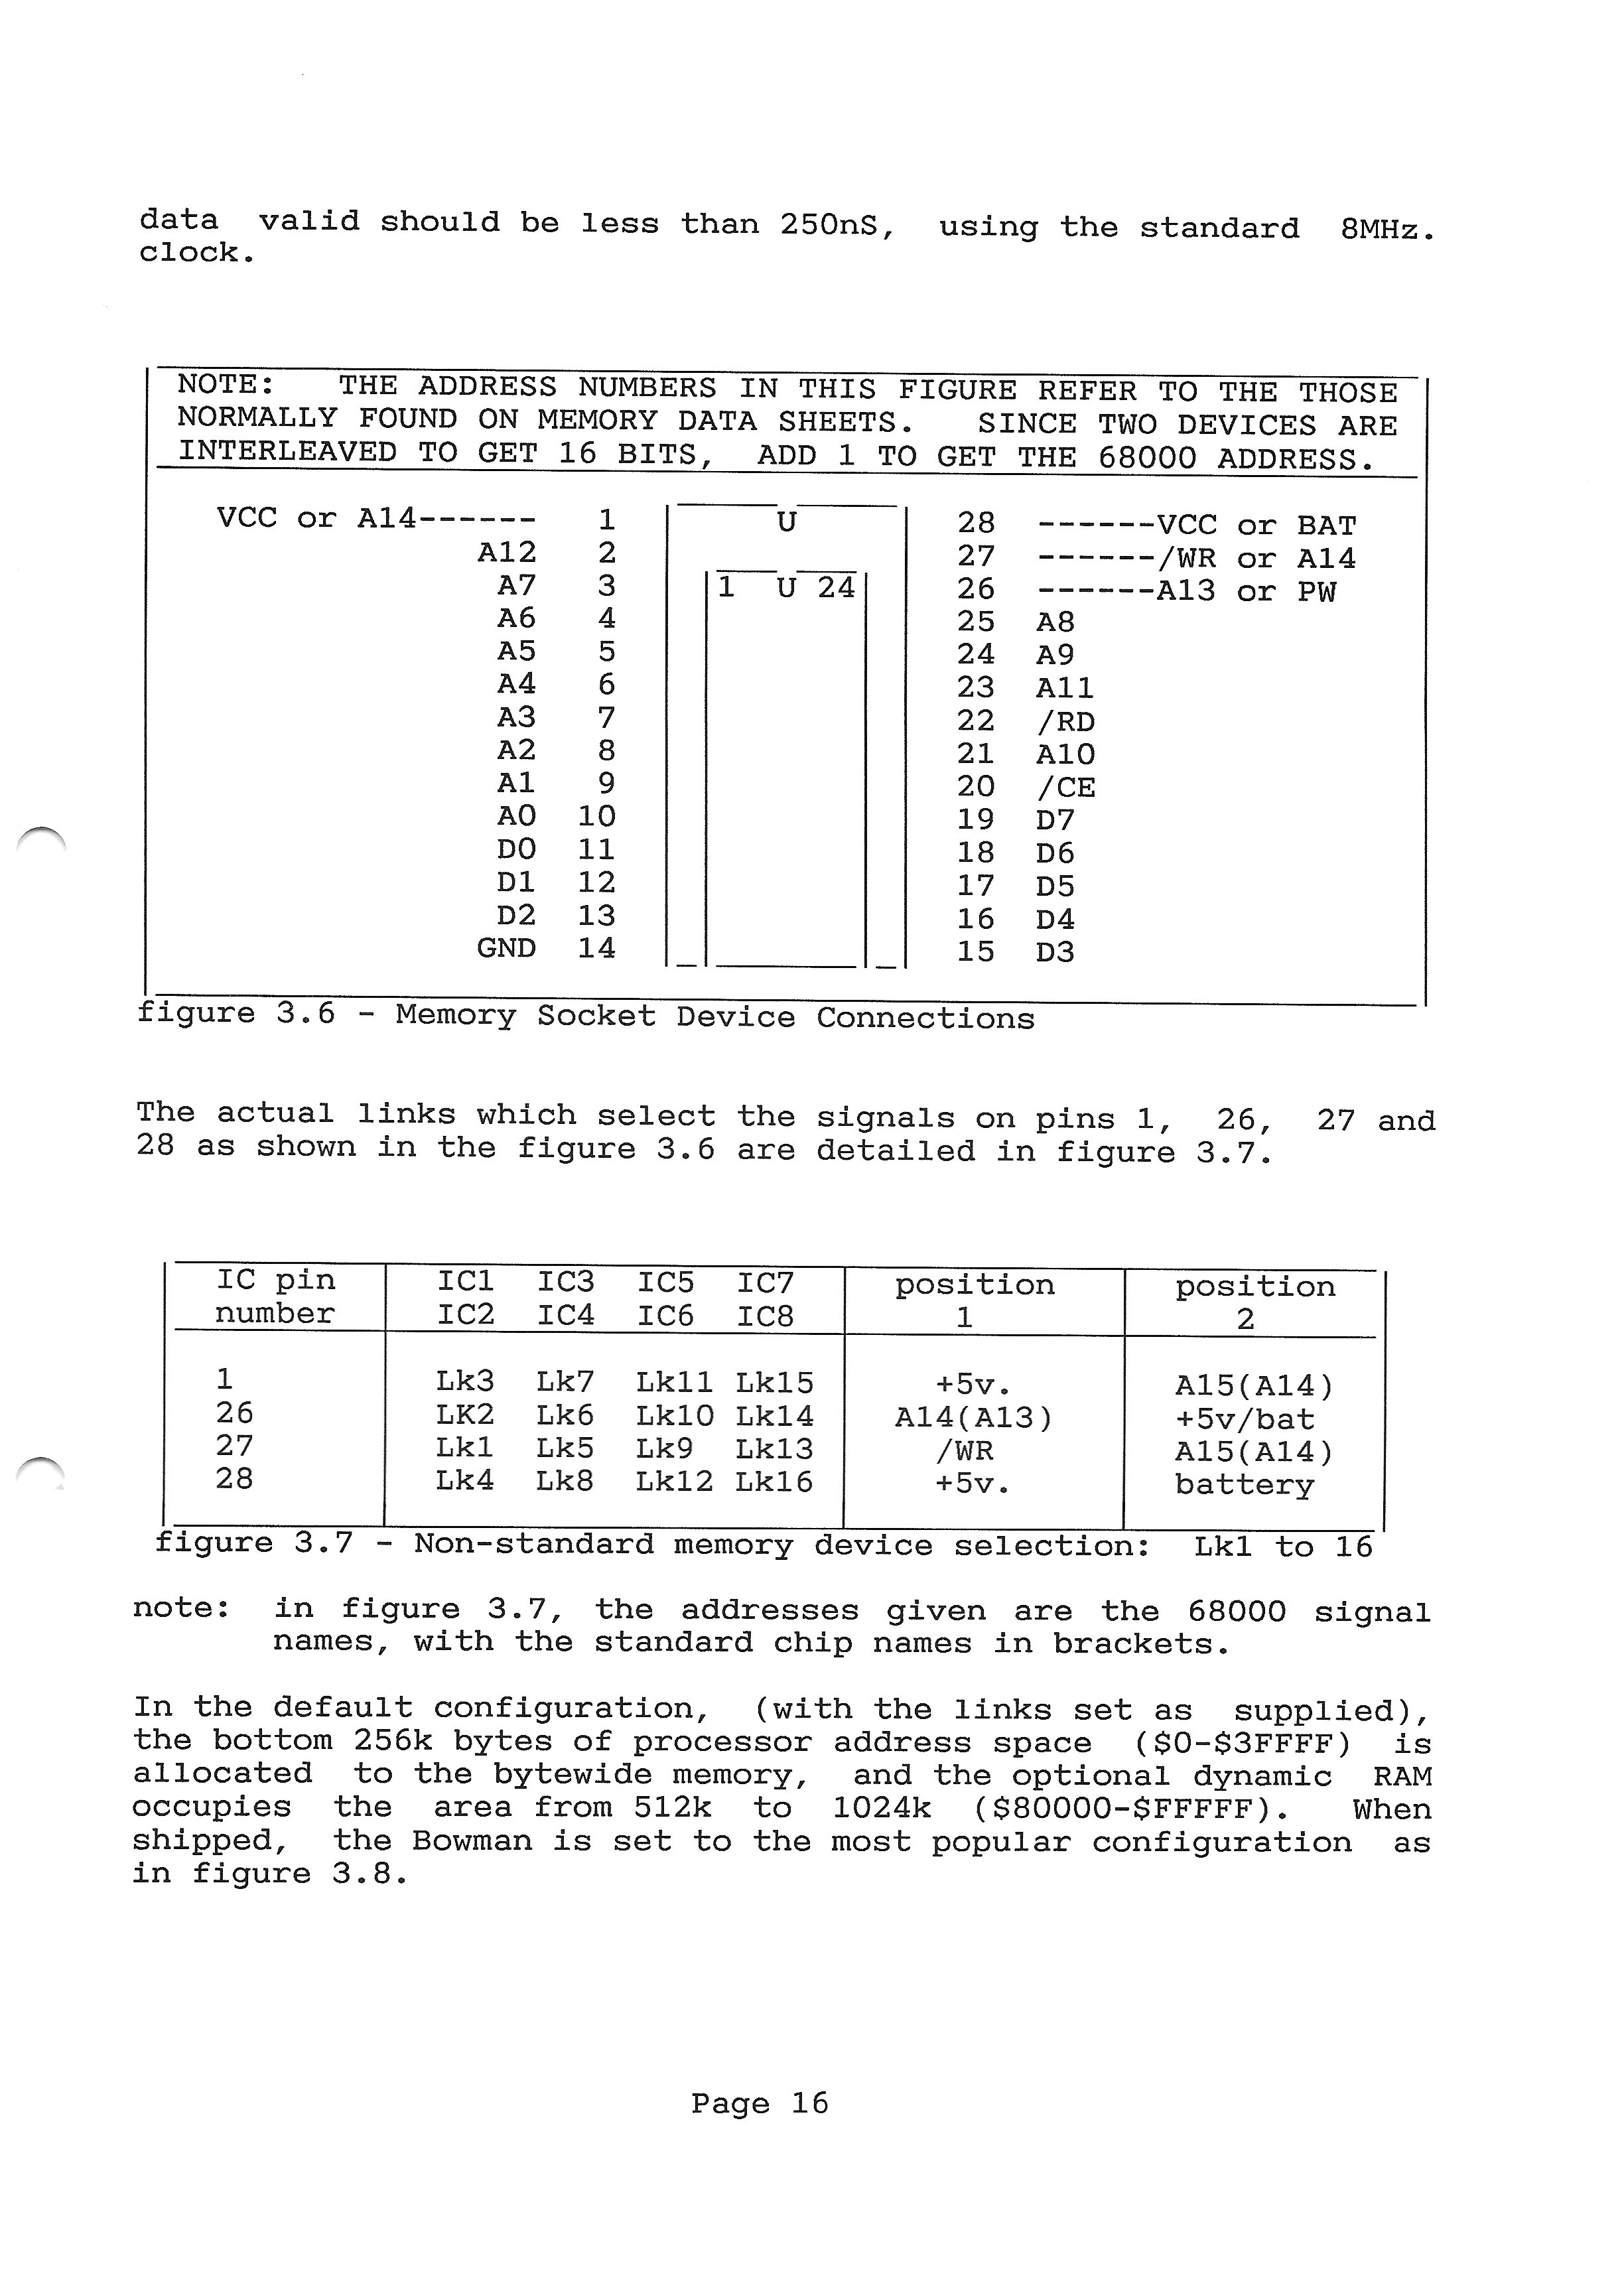 data valid should be less than 250nS, using the standard 8MHz.
clock.
NOTE: THE ADDRESS NUMBERS IN THIS FIGURE REFER TO THE THOSE
NORMALLY FOUND ON MEMORY DATA SHEETS. SINCE TWO DEVICES ARE
INTERLEAVED TO GET 16 BITS, ADD 1 TO GET THE 68000 ADDRESS.
VCC or A14------ 1 U 28 ------VCC or BAT
A12 2 27 ------/WR or A14
A7 3 1 U 24 26 ------A13 or PW
A6 4 25 A8
A5 5 24 A9
A4 6 23 A11
A3 7 22 /RD
A2 8 21 A10
A1 9 20 /CE
A0 10 19 D7
D0 11 18 D6
D1 12 17 D5
D2 13 16 D4
GND 14 15 D3
figure 3.6 - Memory Socket Device Connections
The actual links which select the signals on pins 1, 26, 27 and
28 as shown in the figure 3.6 are detailed in figure 3.7.
IC pin IC1 IC3 IC5 IC7 position position
number IC2 IC4 IC6 IC8 1 2
1 Lk3 Lk7 Lk11 Lk15 +5v. A15(A14)
26 LK2 Lk6 Lk10 Lk14 A14(A13) +5v/bat
27 Lk1 Lk5 Lk9 Lk13 /WR A15(A14)
28 Lk4 Lk8 Lk12 Lk16 +5v. battery
figure 3.7 - Non-standard memory device selection: Lk1 to 16
note: in figure 3.7, the addresses given are the 68000 signal
names, with the standard chip names in brackets.
In the default configuration, (with the links set as supplied),
the bottom 256k bytes of processor address space ($0-$3FFFF) is
allocated to the bytewide memory, and the optional dynamic RAM
occupies the area from 512k to 1024k ($80000-$FFFFF). When
shipped, the Bowman is set to the most popular configuration as
in figure 3.8.
Page 16